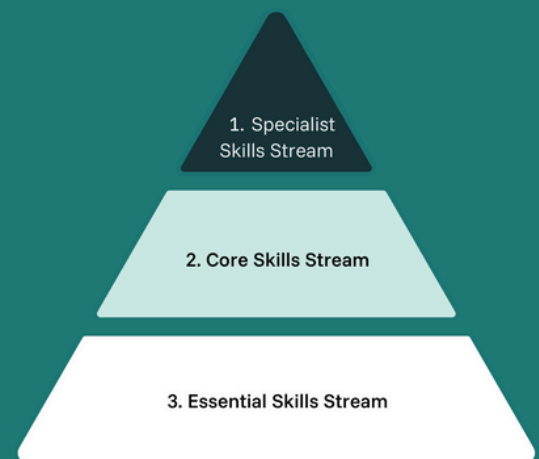 1. Specialist
Skills Stream
2. Core Skills Stream
3. Essential Skills Stream